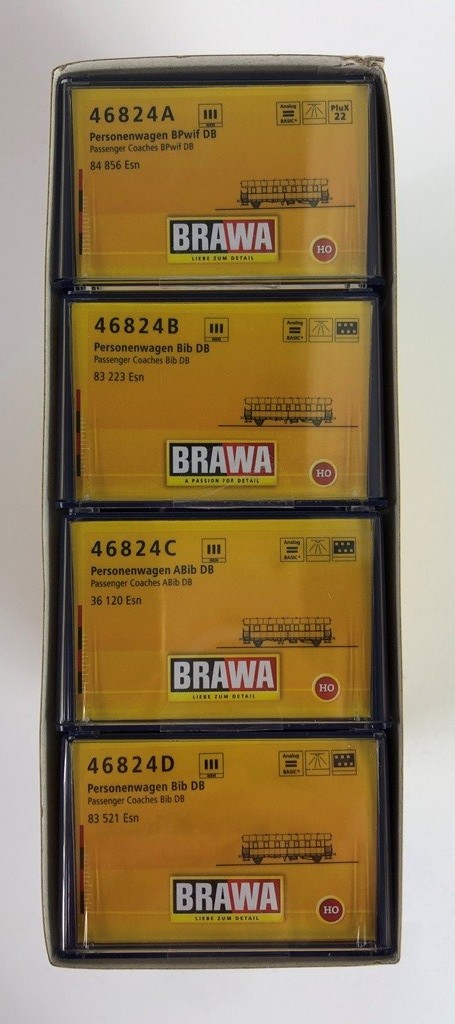 46824A
III
Analog
=
BASIC+
PluX
22
Personenwagen BPwif DB
Passenger Coaches BPwif DB
84 856 Esn
BRAWA
LIEBE ZUM DETAIL
HO
46824B
III
Analog
=
BASIC+
Personenwagen Bib DB
Passenger Coaches Bib DB
83 223 Esn
BRAWA
A PASSION FOR DETAIL
HO
46824C
III
Analog
=
BASIC+
Personenwagen ABib DB
Passenger Coaches ABib DB
36 120 Esn
BRAWA
LIEBE ZUM DETAIL
HO
46824D
III
Analog
=
BASIC+
Personenwagen Bib DB
Passenger Coaches Bib DB
83 521 Esn
BRAWA
LIEBE ZUM DETAIL
HO